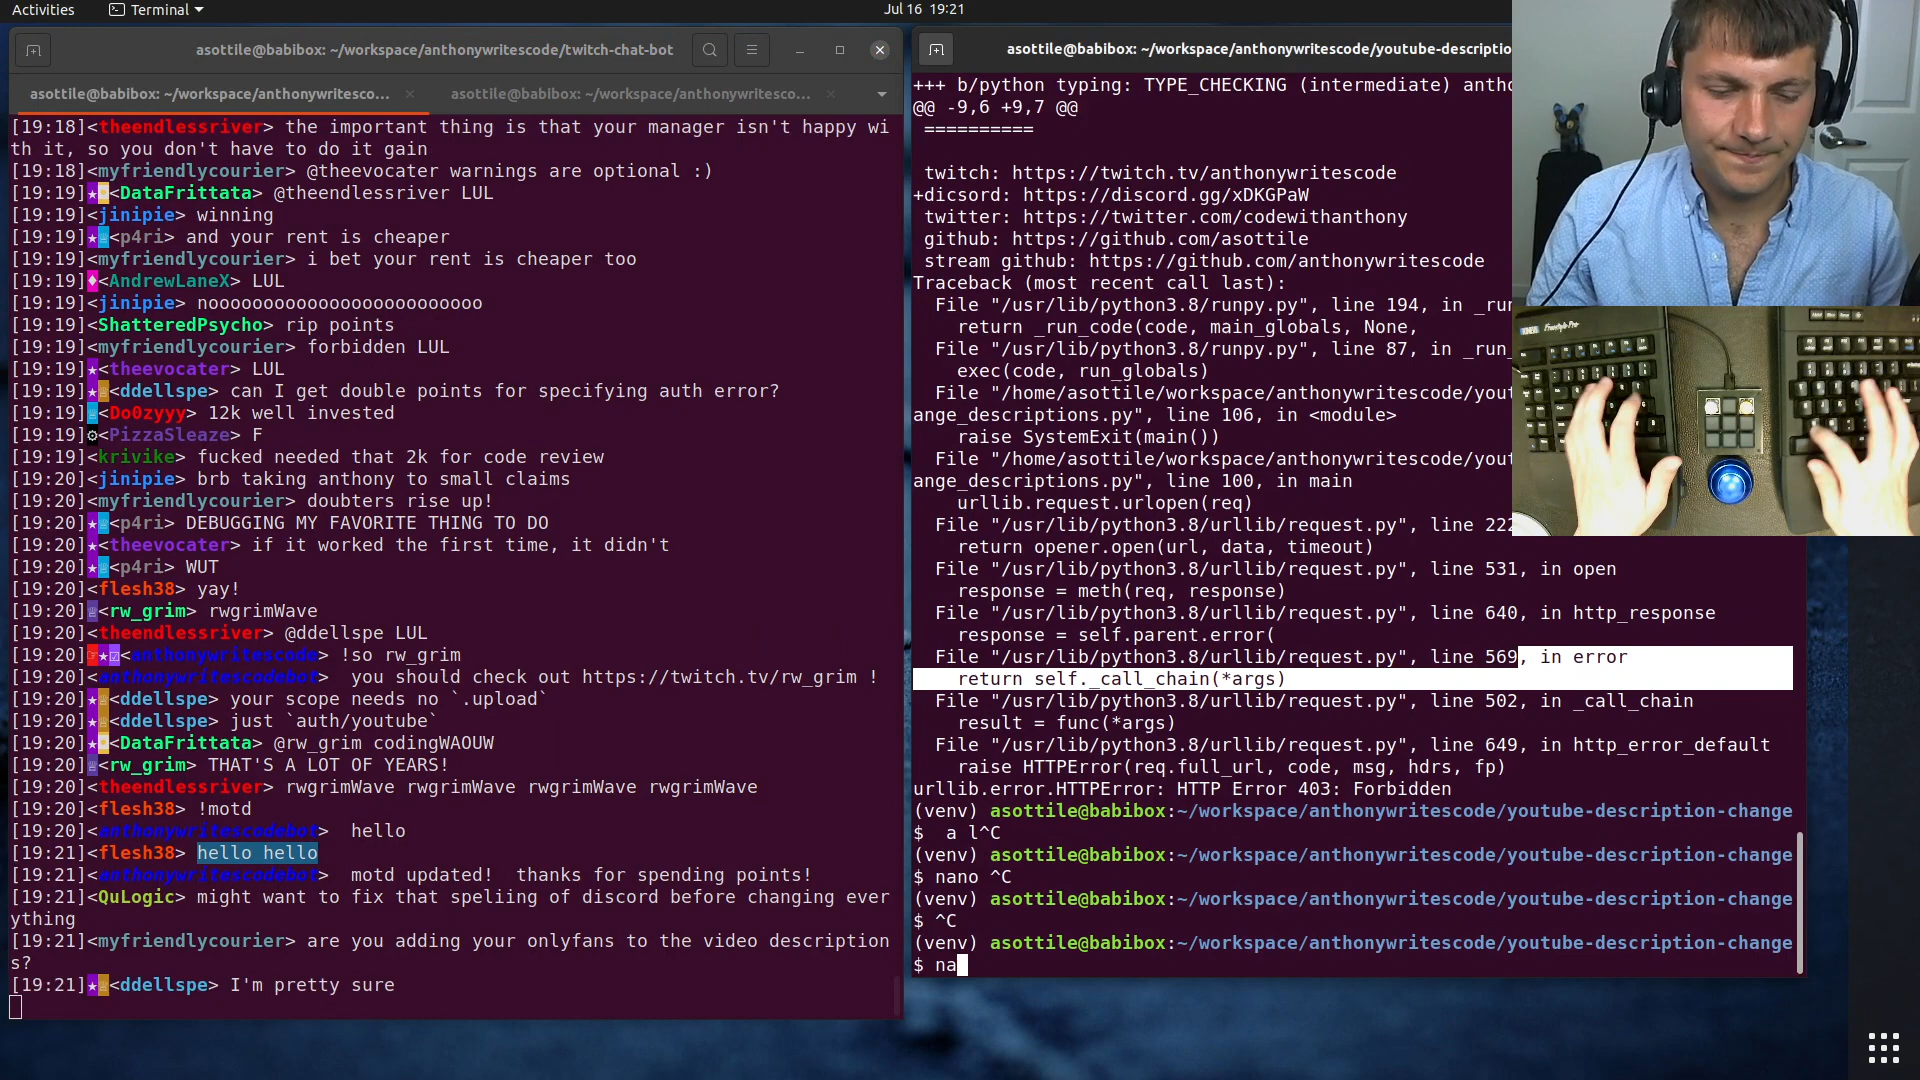 Activities
Terminal
Jul 16 19:21
asottile@babibox: ~/workspace/anthonywritescode/twitch-chat-bot
asottile@babibox: ~/workspace/anthonywritesco...
asottile@babibox: ~/workspace/anthonywritesco...
[19:18]<theendlessriver> the important thing is that your manager isn't happy wi
th it, so you don't have to do it gain
[19:18]<myfriendlycourier> @theevocater warnings are optional :)
[19:19]★<DataFrittata> @theendlessriver LUL
[19:19]<jinipie> winning
[19:19]★<p4ri> and your rent is cheaper
[19:19]<myfriendlycourier> i bet your rent is cheaper too
[19:19]♦<AndrewLaneX> LUL
[19:19]<jinipie> noooooooooooooooooooooooooo
[19:19]<ShatteredPsycho> rip points
[19:19]<myfriendlycourier> forbidden LUL
[19:19]★<theevocater> LUL
[19:19]★<ddellspe> can I get double points for specifying auth error?
[19:19]<Do0zyyy> 12k well invested
[19:19]<PizzaSleaze> F
[19:19]<krivike> fucked needed that 2k for code review
[19:20]<jinipie> brb taking anthony to small claims
[19:20]<myfriendlycourier> doubters rise up!
[19:20]★<p4ri> DEBUGGING MY FAVORITE THING TO DO
[19:20]★<theevocater> if it worked the first time, it didn't
[19:20]★<p4ri> WUT
[19:20]<flesh38> yay!
[19:20]<rw_grim> rwgrimWave
[19:20]<theendlessriver> @ddellspe LUL
[19:20]★<anthonywritescode> !so rw_grim
[19:20]<anthonywritescodebot>  you should check out https://twitch.tv/rw_grim !
[19:20]★<ddellspe> your scope needs no `.upload`
[19:20]★<ddellspe> just `auth/youtube`
[19:20]★<DataFrittata> @rw_grim codingWAOUW
[19:20]<rw_grim> THAT'S A LOT OF YEARS!
[19:20]<theendlessriver> rwgrimWave rwgrimWave rwgrimWave rwgrimWave
[19:20]<flesh38> !motd
[19:20]<anthonywritescodebot>  hello
[19:21]<flesh38> hello hello
[19:21]<anthonywritescodebot>  motd updated!  thanks for spending points!
[19:21]<QuLogic> might want to fix that speliing of discord before changing ever
ything
[19:21]<myfriendlycourier> are you adding your onlyfans to the video description
s?
[19:21]★<ddellspe> I'm pretty sure
asottile@babibox: ~/workspace/anthonywritescode/youtube-descriptio
+++ b/python typing: TYPE_CHECKING (intermediate) antho
@@ -9,6 +9,7 @@
==========
twitch: https://twitch.tv/anthonywritescode
+dicsord: https://discord.gg/xDKGPaW
twitter: https://twitter.com/codewithanthony
github: https://github.com/asottile
stream github: https://github.com/anthonywritescode
Traceback (most recent call last):
File "/usr/lib/python3.8/runpy.py", line 194, in _ru
return _run_code(code, main_globals, None,
File "/usr/lib/python3.8/runpy.py", line 87, in _run_
exec(code, run_globals)
File "/home/asottile/workspace/anthonywritescode/yout
ange_descriptions.py", line 106, in <module>
raise SystemExit(main())
File "/home/asottile/workspace/anthonywritescode/yout
ange_descriptions.py", line 100, in main
urllib.request.urlopen(req)
File "/usr/lib/python3.8/urllib/request.py", line 222
return opener.open(url, data, timeout)
File "/usr/lib/python3.8/urllib/request.py", line 531, in open
response = meth(req, response)
File "/usr/lib/python3.8/urllib/request.py", line 640, in http_response
response = self.parent.error(
File "/usr/lib/python3.8/urllib/request.py", line 569, in error
return self._call_chain(*args)
File "/usr/lib/python3.8/urllib/request.py", line 502, in _call_chain
result = func(*args)
File "/usr/lib/python3.8/urllib/request.py", line 649, in http_error_default
raise HTTPError(req.full_url, code, msg, hdrs, fp)
urllib.error.HTTPError: HTTP Error 403: Forbidden
(venv) asottile@babibox:~/workspace/anthonywritescode/youtube-description-change
$  a l^C
(venv) asottile@babibox:~/workspace/anthonywritescode/youtube-description-change
$ nano ^C
(venv) asottile@babibox:~/workspace/anthonywritescode/youtube-description-change
$ ^C
(venv) asottile@babibox:~/workspace/anthonywritescode/youtube-description-change
$ na
Freestyle Pro